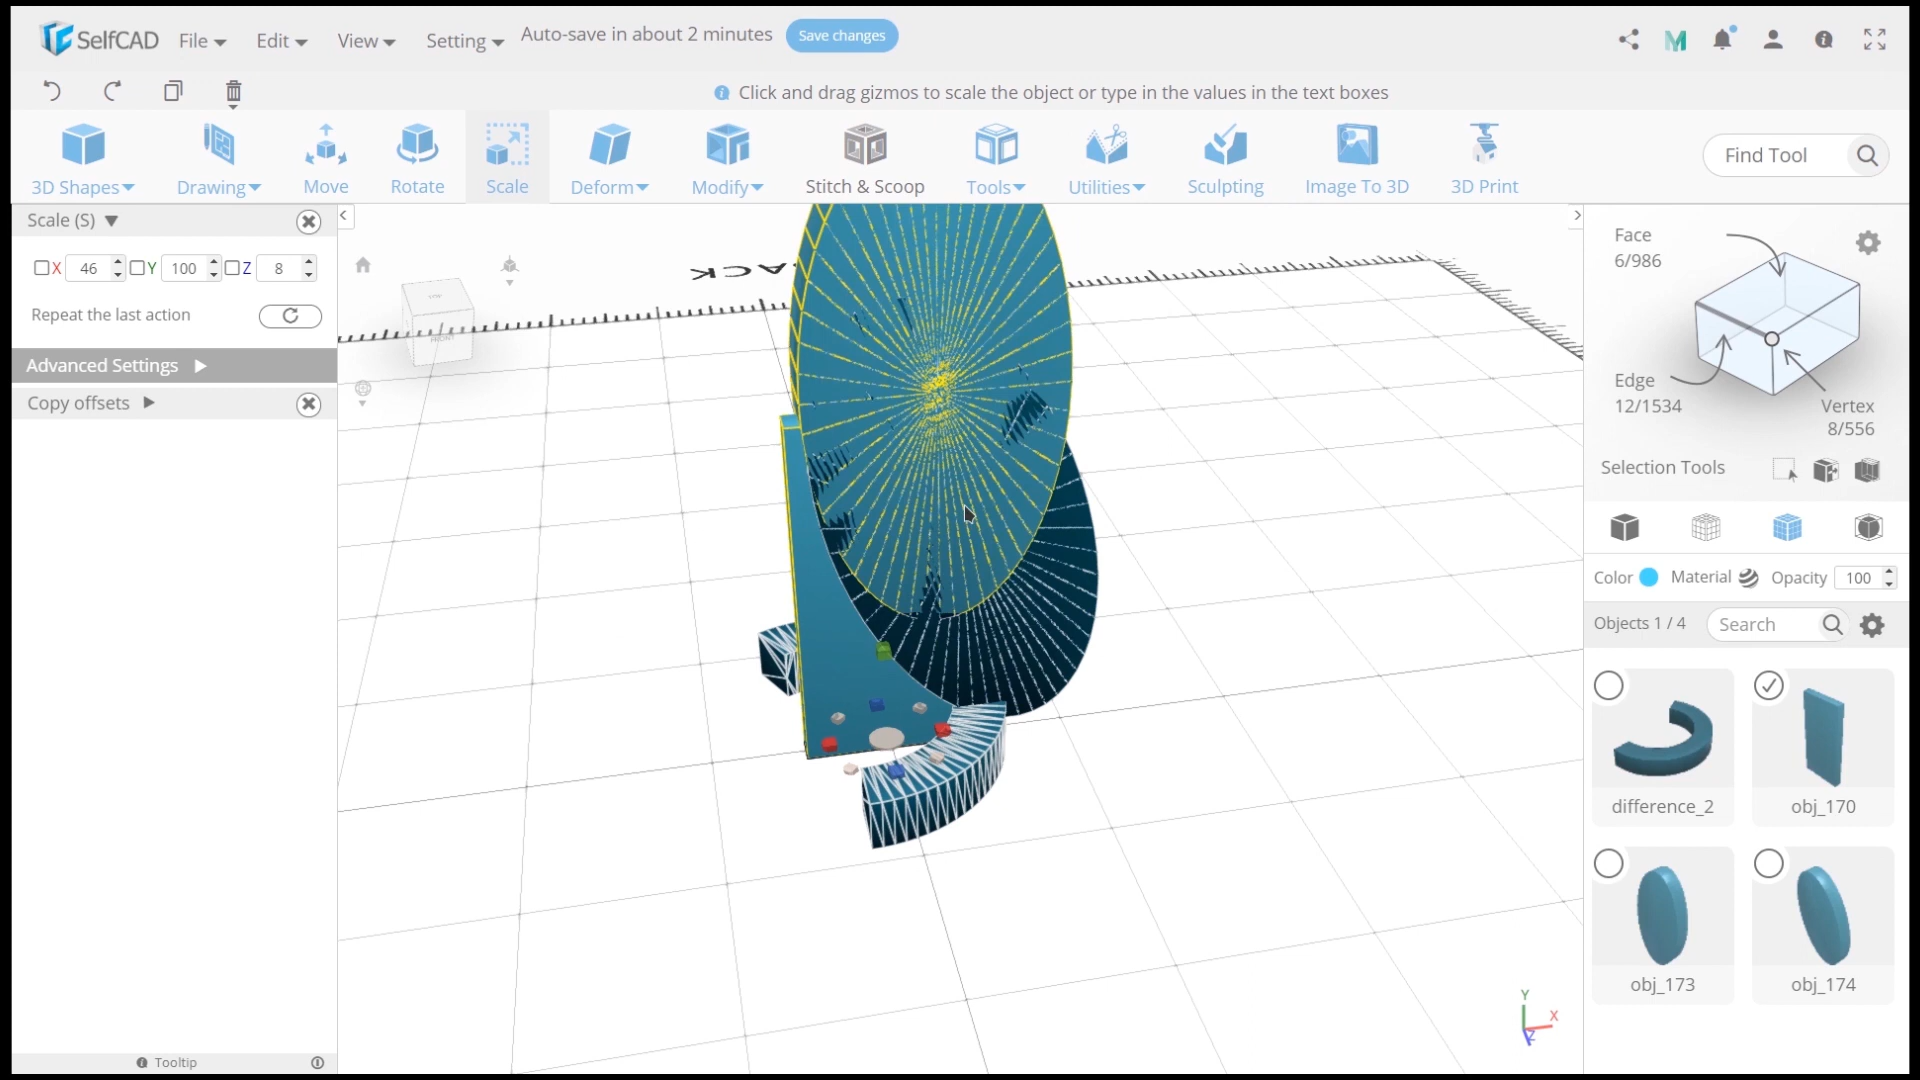 SelfCAD File Edit View Setting Auto-save in about 2 minutes Save changes
Click and drag gizmos to scale the object or type in the values in the text boxes
3D Shapes Drawing Move Rotate Scale Deform Modify Stitch & Scoop Tools Utilities Sculpting Image To 3D 3D Print Find Tool
Scale (S)
X 46 Y 100 Z 8
Repeat the last action
Advanced Settings
Copy offsets
Tooltip
TOP
FRONT
ACK
Face
6/986
Edge
12/1534
Vertex
8/556
Selection Tools
Color Material Opacity 100
Objects 1 / 4 Search
difference_2 obj_170
obj_173 obj_174
Y
X
Z